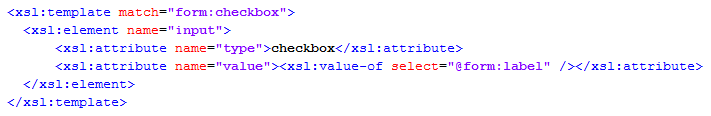 <xsl:template match="form:checkbox">
  <xsl:element name="input">
      <xsl:attribute name="type">checkbox</xsl:attribute>
      <xsl:attribute name="value"><xsl:value-of select="@form:label" /></xsl:attribute>
  </xsl:element>
</xsl:template>